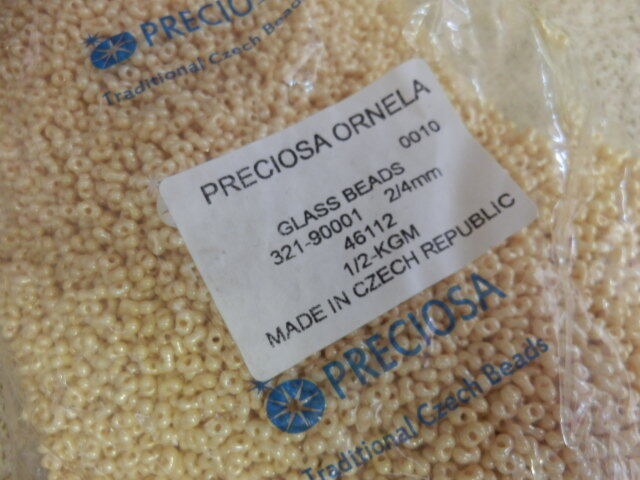 PRECIOSA
Traditional Czech Beads
PRECIOSA ORNELA
0010
GLASS BEADS
321-90001 2/4mm
46112
1/2-KGM
MADE IN CZECH REPUBLIC
PRECIOSA
Traditional Czech Beads